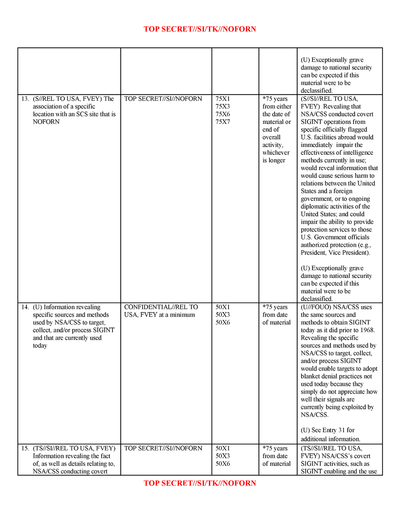 TOP SECRET//SI/TK//NOFORN
(U) Exceptionally grave
damage to national security
can be expected if this
material were to be
declassified.
13. (S//REL TO USA, FVEY) The
association of a specific
location with an SCS site that is
NOFORN
TOP SECRET//SI//NOFORN
75X1
75X3
75X6
75X7
*75 years
from either
the date of
material or
end of
overall
activity,
whichever
is longer
(S//SI//REL TO USA,
FVEY) Revealing that
NSA/CSS conducted covert
SIGINT operations from
specific officially flagged
U.S. facilities abroad would
immediately impair the
effectiveness of intelligence
methods currently in use;
would reveal information that
would cause serious harm to
relations between the United
States and a foreign
government, or to ongoing
diplomatic activities of the
United States; and could
impair the ability to provide
protection services to those
U.S. Government officials
authorized protection (e.g.,
President, Vice President).
(U) Exceptionally grave
damage to national security
can be expected if this
material were to be
declassified.
14. (U) Information revealing
specific sources and methods
used by NSA/CSS to target,
collect, and/or process SIGINT
and that are currently used
today
CONFIDENTIAL//REL TO
USA, FVEY at a minimum
50X1
50X3
50X6
*75 years
from date
of material
(U//FOUO) NSA/CSS uses
the same sources and
methods to obtain SIGINT
today as it did prior to 1968.
Revealing the specific
sources and methods used by
NSA/CSS to target, collect,
and/or process SIGINT
would enable targets to adopt
blanket denial practices not
used today because they
simply do not appreciate how
well their signals are
currently being exploited by
NSA/CSS.
(U) See Entry 31 for
additional information.
15. (TS//SI//REL TO USA, FVEY)
Information revealing the fact
of, as well as details relating to,
NSA/CSS conducting covert
TOP SECRET//SI//NOFORN
50X1
50X3
50X6
*75 years
from date
of material
(TS//SI//REL TO USA,
FVEY) NSA/CSS's covert
SIGINT activities, such as
SIGINT enabling and the use
TOP SECRET//SI/TK//NOFORN